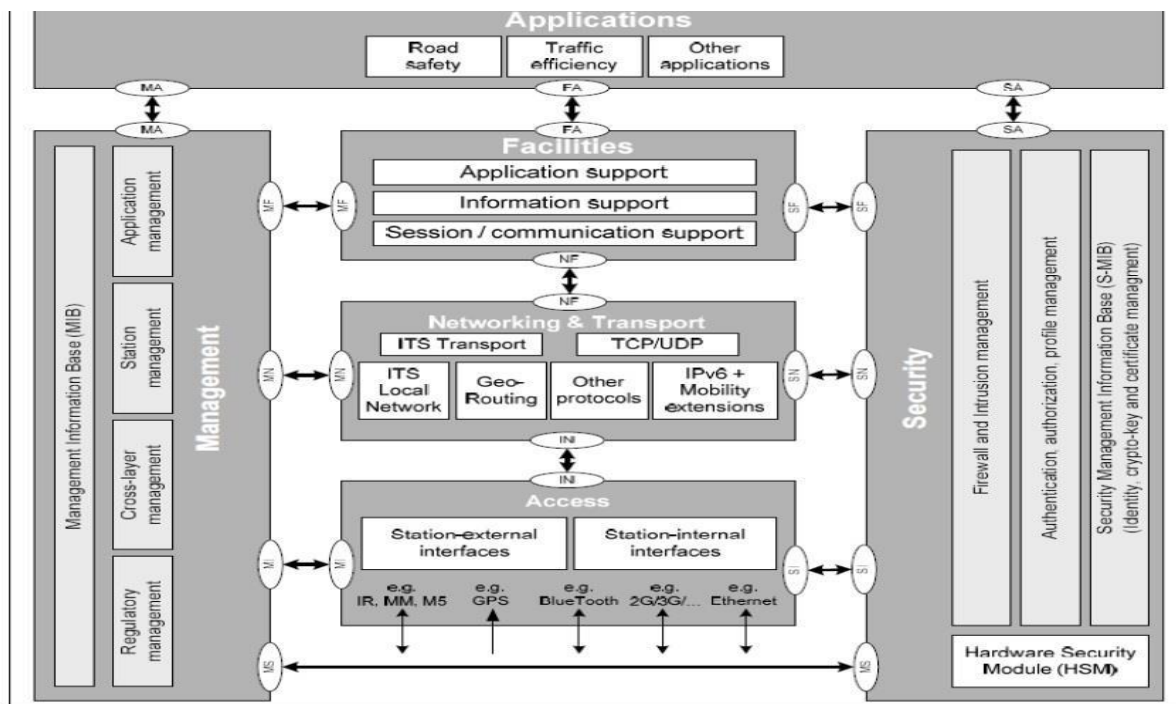 Applications
Road
safety
Traffic
efficiency
Other
applications
MA
FA
SA
MA
FA
SA
Management Information Base (MIB)
Application
management
Station
management
Cross-layer
management
Regulatory
management
Management
MF
MF
MN
MN
MI
MI
MS
Facilities
Application support
Information support
Session / communication support
NF
NF
Networking & Transport
ITS Transport
TCP/UDP
ITS
Local
Network
Geo-
Routing
Other
protocols
IPv6 +
Mobility
extensions
INI
INI
Access
Station-external
interfaces
Station-internal
interfaces
e.g.
IR, MM, M5
e.g.
GPS
e.g.
BlueTooth
e.g.
2G/3G/...
e.g.
Ethernet
SF
SF
SN
SN
SI
SI
MS
Security
Firewall and Intrusion management
Authentication, authorization, profile management
Security Management Information Base (S-MIB)
(Identity, crypto-key and certificate managment)
Hardware Security
Module (HSM)